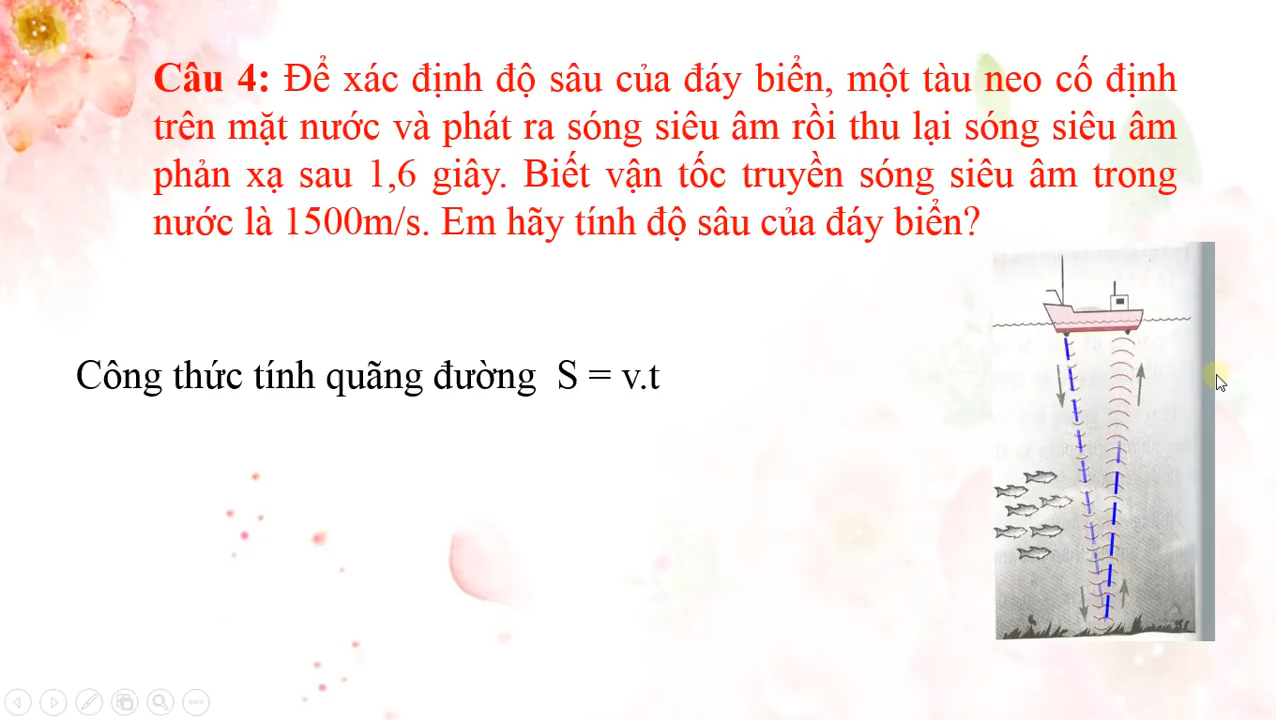 Câu 4: Để xác định độ sâu của đáy biển, một tàu neo cố định
trên mặt nước và phát ra sóng siêu âm rồi thu lại sóng siêu âm
phản xạ sau 1,6 giây. Biết vận tốc truyền sóng siêu âm trong
nước là 1500m/s. Em hãy tính độ sâu của đáy biển?
Công thức tính quãng đường  S = v.t